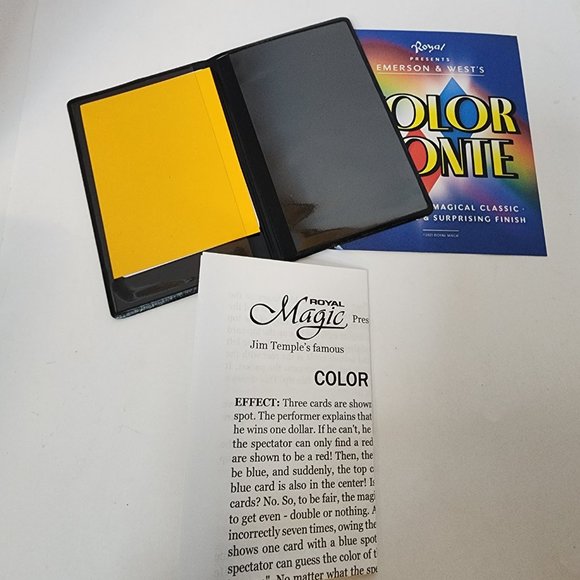 Royal
PRESENTS
EMERSON & WEST'S
OLOR
ONTE
MAGICAL CLASSIC -
& SURPRISING FINISH
©2021 ROYAL MAGIC
ROYAL
Magic Pres
Jim Temple's famous
COLOR
EFFECT: Three cards are shown
spot. The performer explains that
he wins one dollar. If he can't, he
the spectator can only find a red
are shown to be a red! Then, the
be blue, and suddenly, the top c
blue card is also in the center! Is
cards? No. So, to be fair, the magi
to get even - double or nothing. A
incorrectly seven times, owing the
shows one card with a blue spot
spectator can guess the color of t
". No matter what the spe